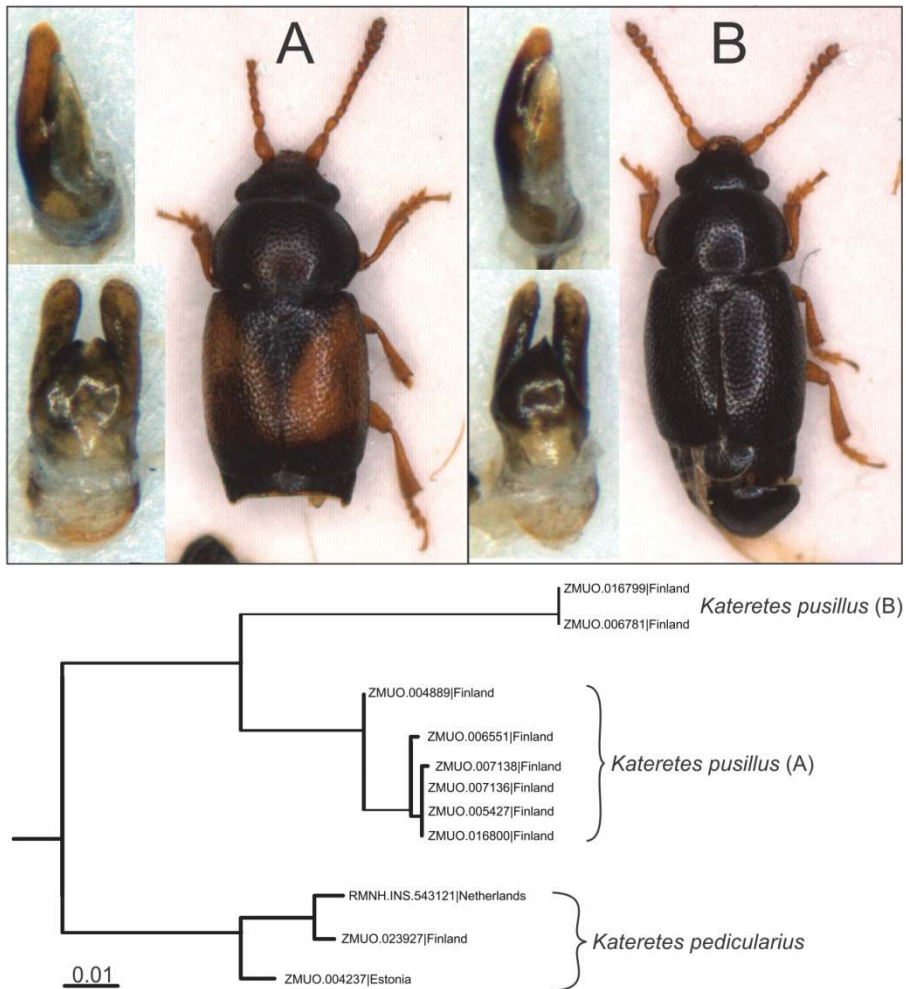 A
B
ZMUO.016799|Finland
Kateretes pusillus (B)
ZMUO.006781|Finland
ZMUO.004889|Finland
ZMUO.006551|Finland
ZMUO.007138|Finland
Kateretes pusillus (A)
ZMUO.007136|Finland
ZMUO.005427|Finland
ZMUO.016800|Finland
RMNH.INS.543121|Netherlands
ZMUO.023927|Finland
Kateretes pedicularius
ZMUO.004237|Estonia
0.01